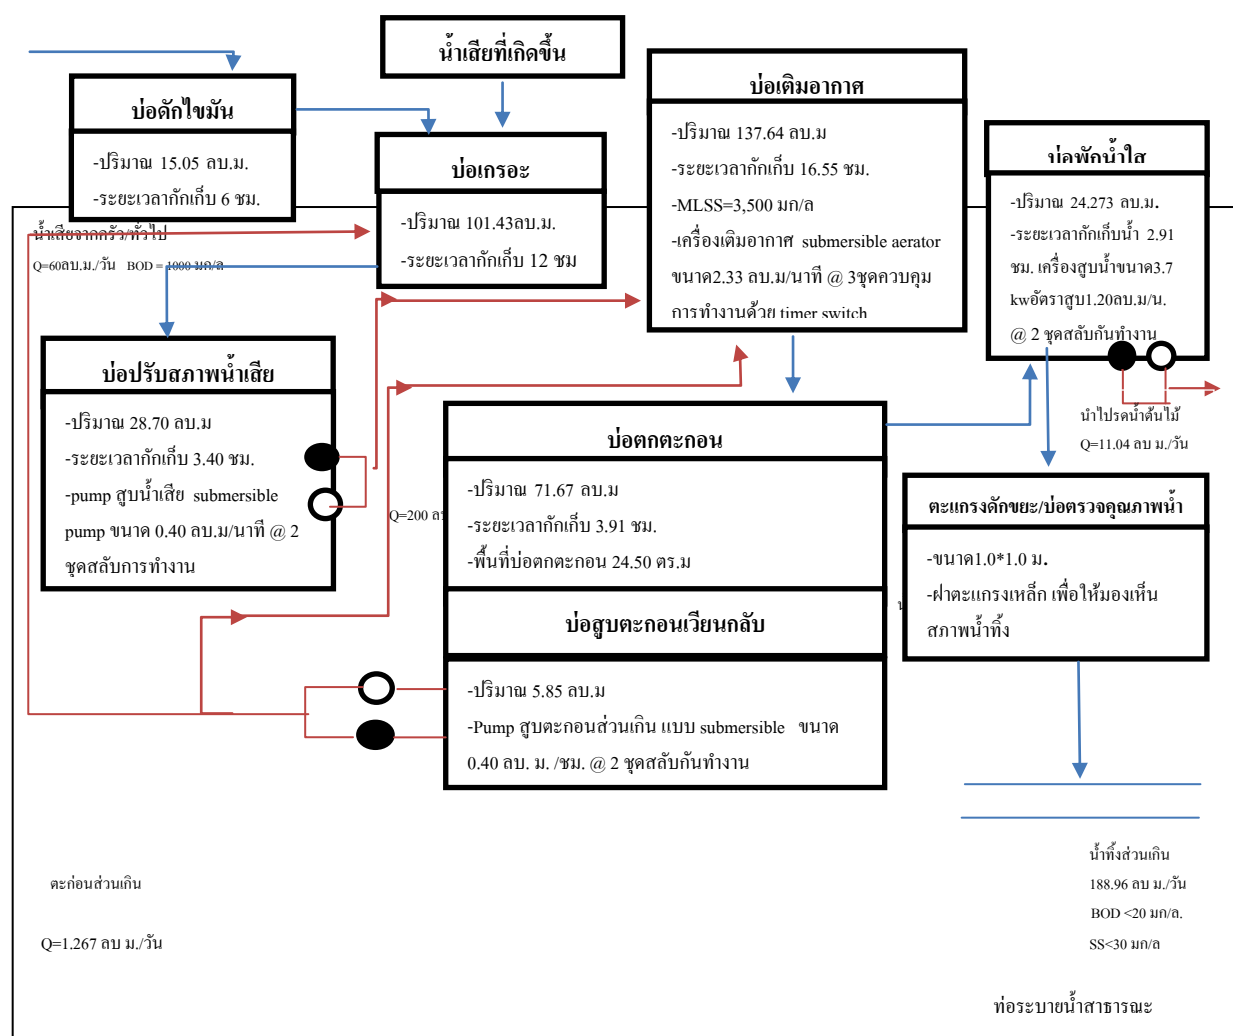 น้ำเสียที่เกิดขึ้น
บ่อดักไขมัน
-ปริมาณ 15.05 ลบ.ม.
-ระยะเวลากักเก็บ 6 ชม.
น้ำเสียจากครัว/ทั่วไป
Q=60ลบ.ม./วัน BOD = 1000 มก/ล
บ่อเกรอะ
-ปริมาณ 101.43ลบ.ม.
-ระยะเวลากักเก็บ 12 ชม
บ่อเติมอากาศ
-ปริมาณ 137.64 ลบ.ม
-ระยะเวลากักเก็บ 16.55 ชม.
-MLSS=3,500 มก/ล
-เครื่องเติมอากาศ submersible aerator
ขนาด2.33 ลบ.ม/นาที @ 3ชุดควบคุม
การทำงานด้วย timer switch
บ่อพักน้ำใส
-ปริมาณ 24.273 ลบ.ม.
-ระยะเวลากักเก็บน้ำ 2.91
ชม. เครื่องสูบน้ำขนาด3.7
kwอัตราสูบ1.20ลบ.ม/น.
@ 2 ชุดสลับกันทำงาน
นำไปรดน้ำต้นไม้
Q=11.04 ลบ ม./วัน
บ่อปรับสภาพน้ำเสีย
-ปริมาณ 28.70 ลบ.ม
-ระยะเวลากักเก็บ 3.40 ชม.
-pump สูบน้ำเสีย submersible
pump ขนาด 0.40 ลบ.ม/นาที @ 2
ชุดสลับการทำงาน
Q=200
บ่อตกตะกอน
-ปริมาณ 71.67 ลบ.ม
-ระยะเวลากักเก็บ 3.91 ชม.
-พื้นที่บ่อตกตะกอน 24.50 ตร.ม
บ่อสูบตะกอนเวียนกลับ
-ปริมาณ 5.85 ลบ.ม
-Pump สูบตะกอนส่วนเกิน แบบ submersible ขนาด
0.40 ลบ. ม. /ชม. @ 2 ชุดสลับกันทำงาน
ตะแกรงดักขยะ/บ่อตรวจคุณภาพน้ำ
-ขนาด1.0*1.0 ม.
-ฝาตะแกรงเหล็ก เพื่อให้มองเห็น
สภาพน้ำทิ้ง
ตะก่อนส่วนเกิน
Q=1.267 ลบ ม./วัน
น้ำทิ้งส่วนเกิน
188.96 ลบ ม./วัน
BOD <20 มก/ล.
SS<30 มก/ล
ท่อระบายน้ำสาธารณะ